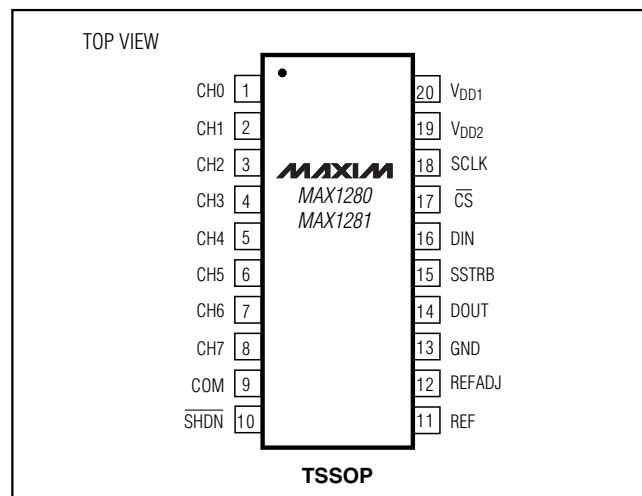 TOP VIEW
CH0 1
CH1 2
CH2 3
CH3 4
CH4 5
CH5 6
CH6 7
CH7 8
COM 9
SHDN 10
MAXIM
MAX1280
MAX1281
20 VDD1
19 VDD2
18 SCLK
17 CS
16 DIN
15 SSTRB
14 DOUT
13 GND
12 REFADJ
11 REF
TSSOP